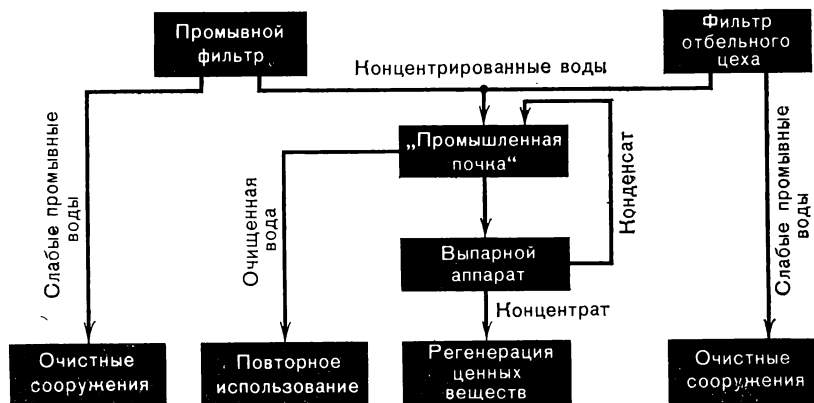 Промывной
фильтр
Фильтр
отбельного
цеха
Концентрированные воды
„Промышленная
почка“
Слабые промывные
воды
Очищенная
вода
Конденсат
Слабые промывные
воды
Выпарной
аппарат
Концентрат
Очистные
сооружения
Повторное
использование
Регенерация
ценных
веществ
Очистные
сооружения